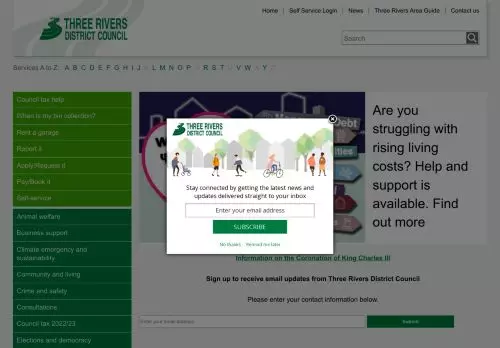 THREE RIVERS
DISTRICT COUNCIL
Home | Self Service Login | News | Three Rivers Area Guide | Contact us
Search
Services A to Z: A B C D E F G H I J L M N O P R S T U V W Y
Council tax help
When is my bin collection?
Rent a garage
Report it
Apply/Request it
Pay/Book it
Self-service
Animal welfare
Business support
Climate emergency and
sustainability
Community and living
Crime and safety
Consultations
Council tax 2022/23
Elections and democracy
Debt
Are you
struggling with
rising living
costs? Help and
support is
available. Find
out more
THREE RIVERS
DISTRICT COUNCIL
Stay connected by getting the latest news and
updates delivered straight to your inbox
Enter your email address
SUBSCRIBE
No thanks
Remind me later
Information on the Coronation of King Charles III
Sign up to receive email updates from Three Rivers District Council
Please enter your contact information below.
Enter your email address
Submit